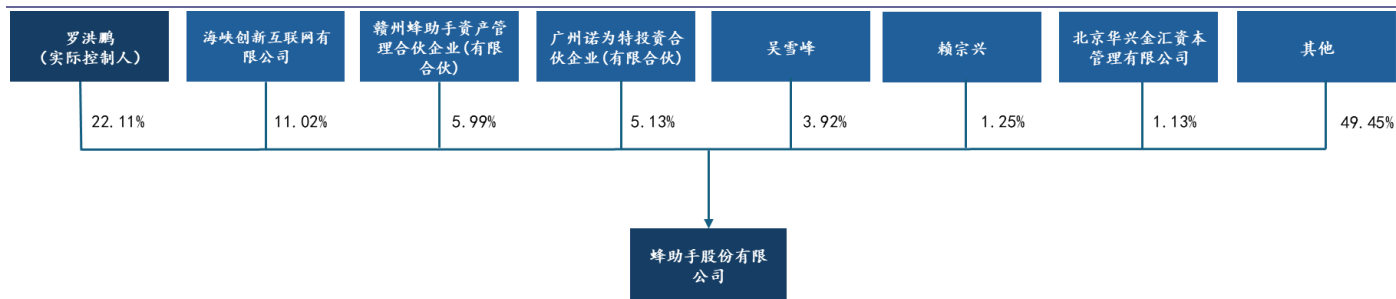 罗洪鹏
(实际控制人)
海峡创新互联网有
限公司
赣州蜂助手资产管
理合伙企业(有限
合伙)
广州诺为特投资合
伙企业(有限合伙)
吴雪峰
赖宗兴
北京华兴金汇资本
管理有限公司
其他
22.11%
11.02%
5.99%
5.13%
3.92%
1.25%
1.13%
49.45%
蜂助手股份有限
公司